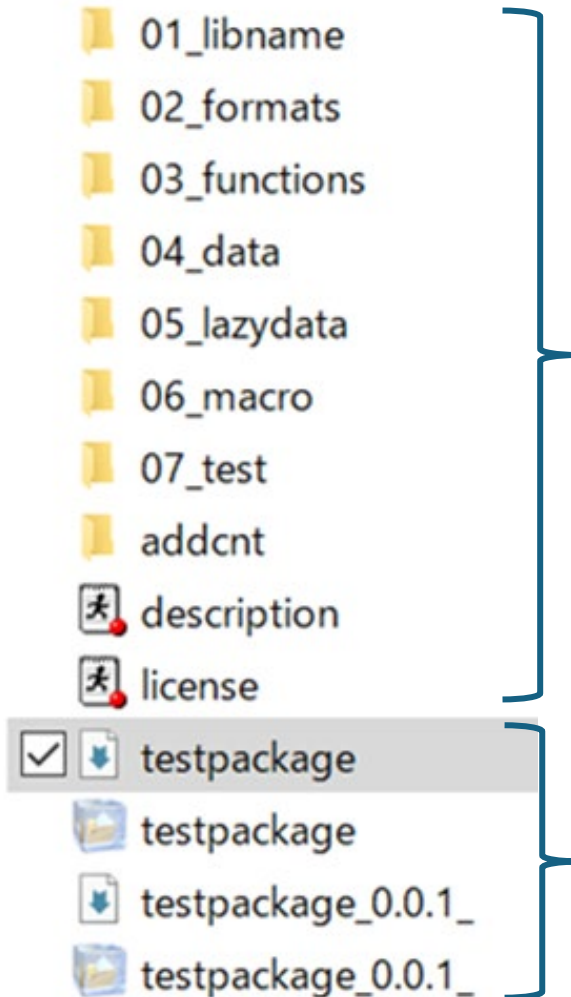 01_libname
02_formats
03_functions
04_data
05_lazydata
06_macro
07_test
addcnt
description
license
testpackage
testpackage
testpackage_0.0.1_
testpackage_0.0.1_